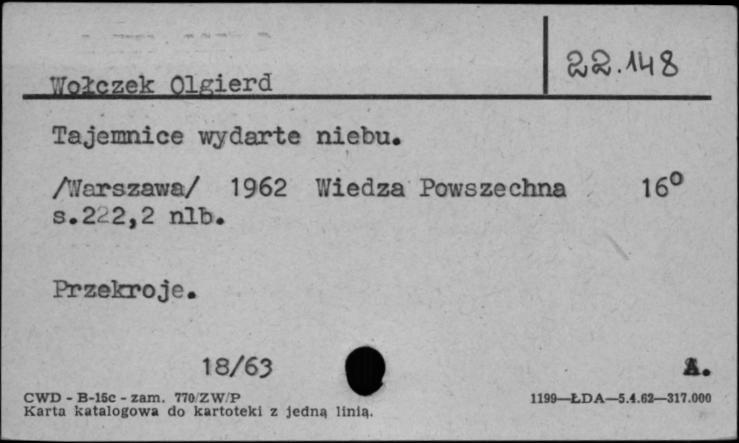 22.148
Wołczek Olgierd
Tajemnice wydarte niebu.
/Warszawa/ 1962 Wiedza Powszechna 16°
s.222,2 nlb.
Przekroje.
18/63 A.
CWD - B-15c - zam. 770/ZW/P 1199—ŁDA—5.4.62—317.000
Karta katalogowa do kartoteki z jedną linią.